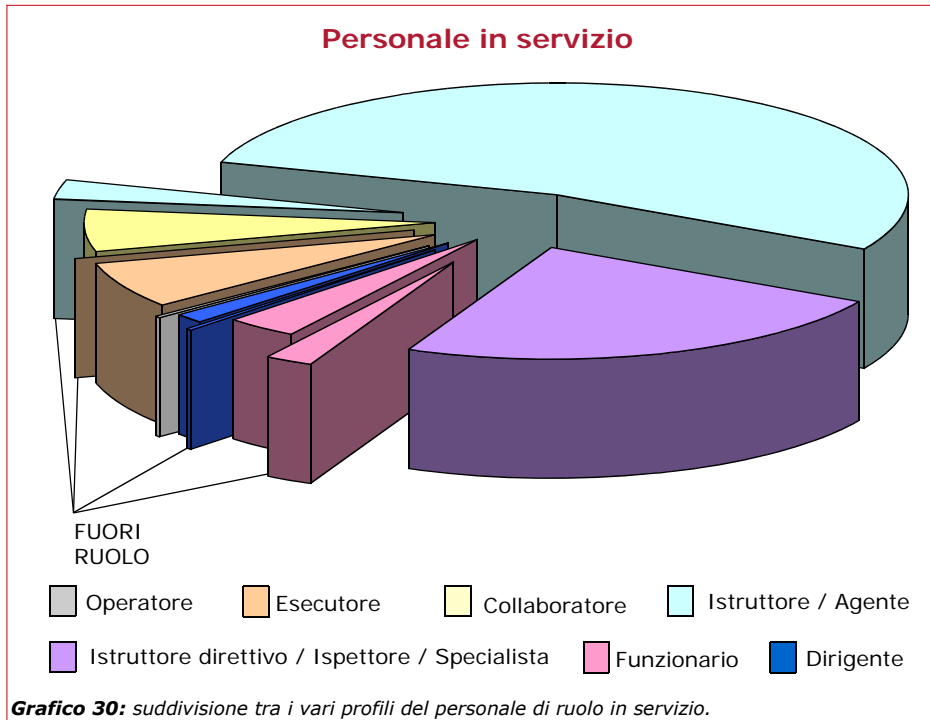 Personale in servizio
FUORI
RUOLO
Operatore
Esecutore
Collaboratore
Istruttore / Agente
Istruttore direttivo / Ispettore / Specialista
Funzionario
Dirigente
Grafico 30: suddivisione tra i vari profili del personale di ruolo in servizio.